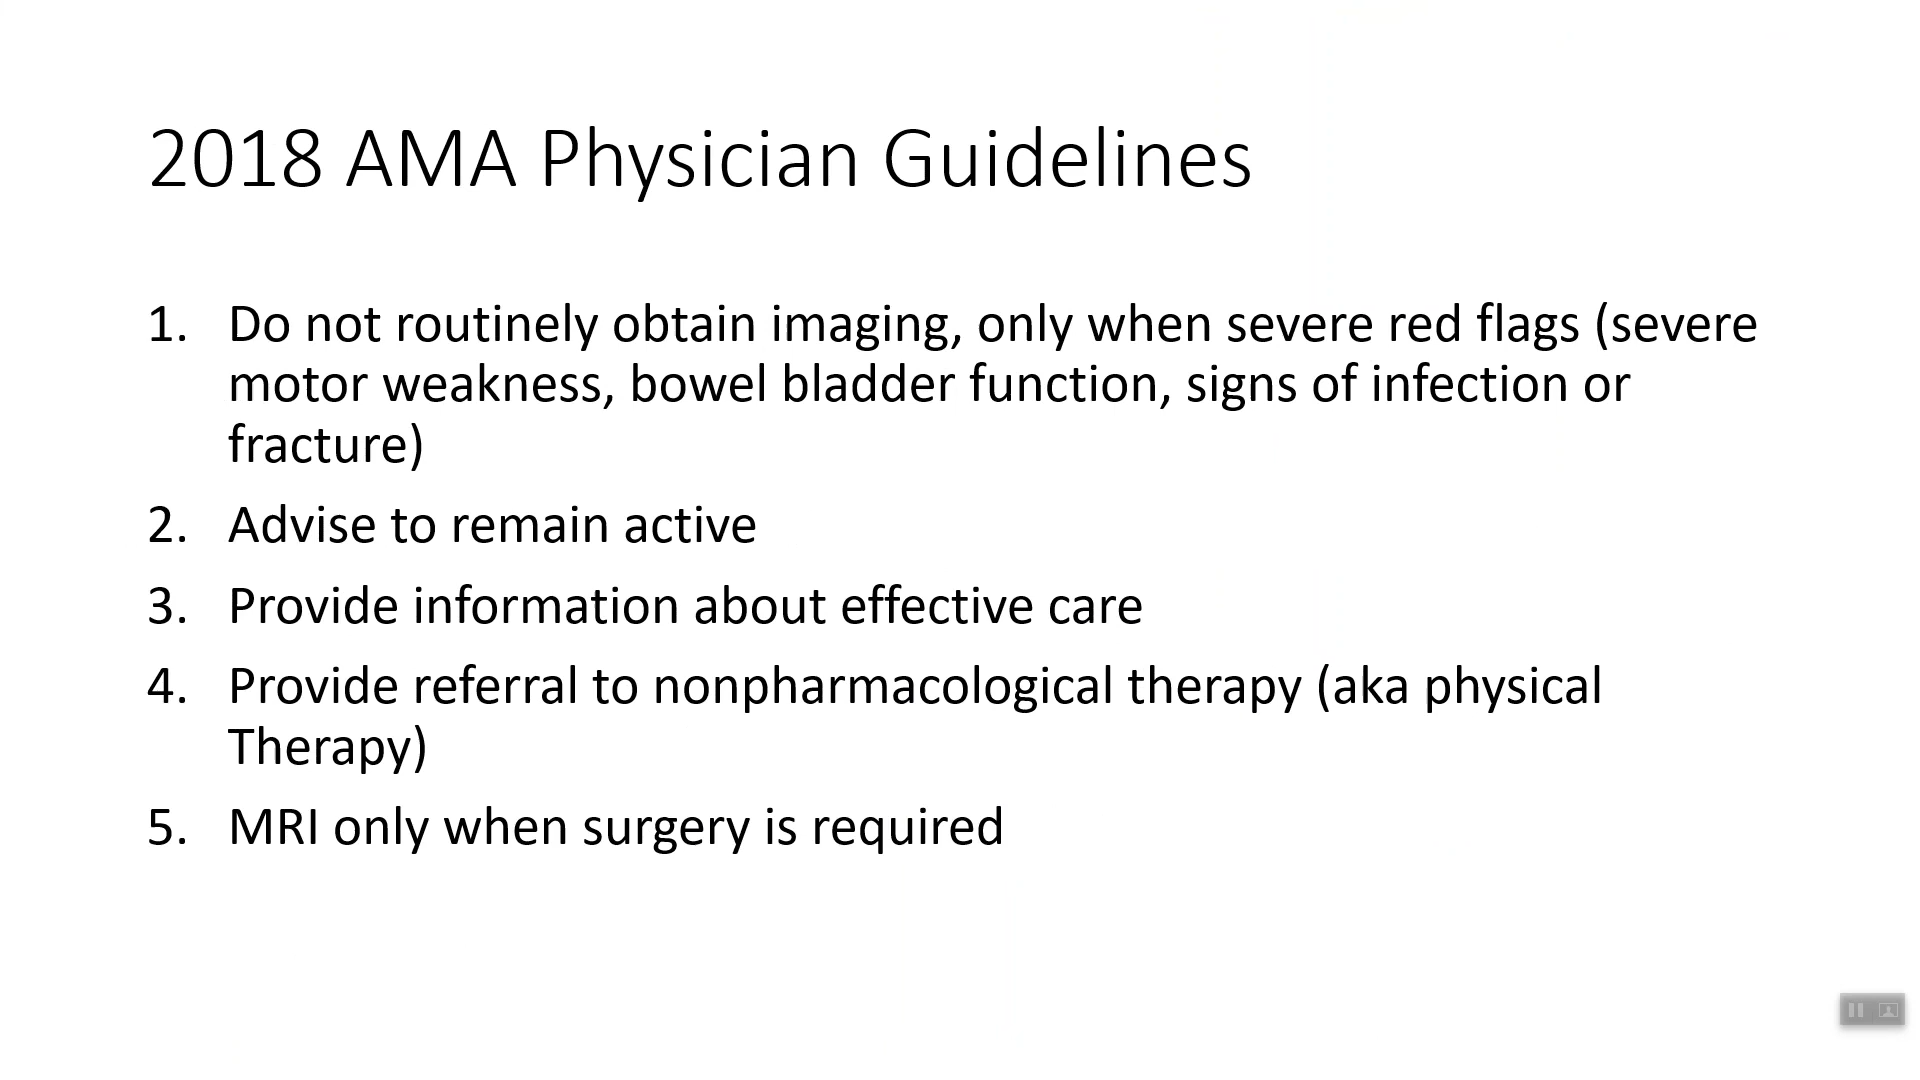 2018 AMA Physician Guidelines
1. Do not routinely obtain imaging, only when severe red flags (severe
motor weakness, bowel bladder function, signs of infection or
fracture)
2. Advise to remain active
3. Provide information about effective care
4. Provide referral to nonpharmacological therapy (aka physical
Therapy)
5. MRI only when surgery is required